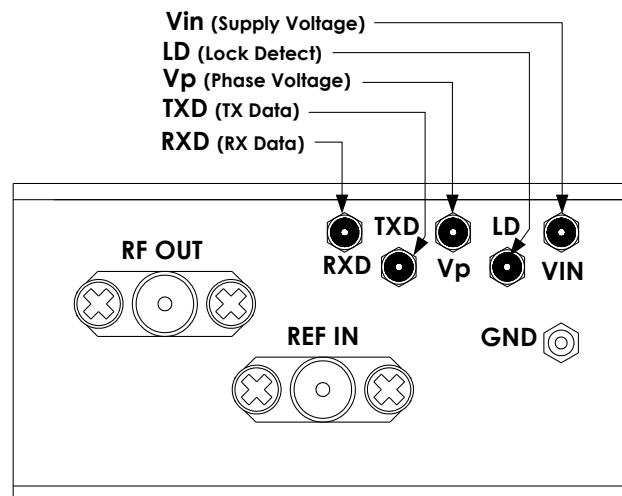 Vin (Supply Voltage)
LD (Lock Detect)
Vp (Phase Voltage)
TXD (TX Data)
RXD (RX Data)
TXD
LD
RF OUT
RXD
Vp
VIN
REF IN
GND